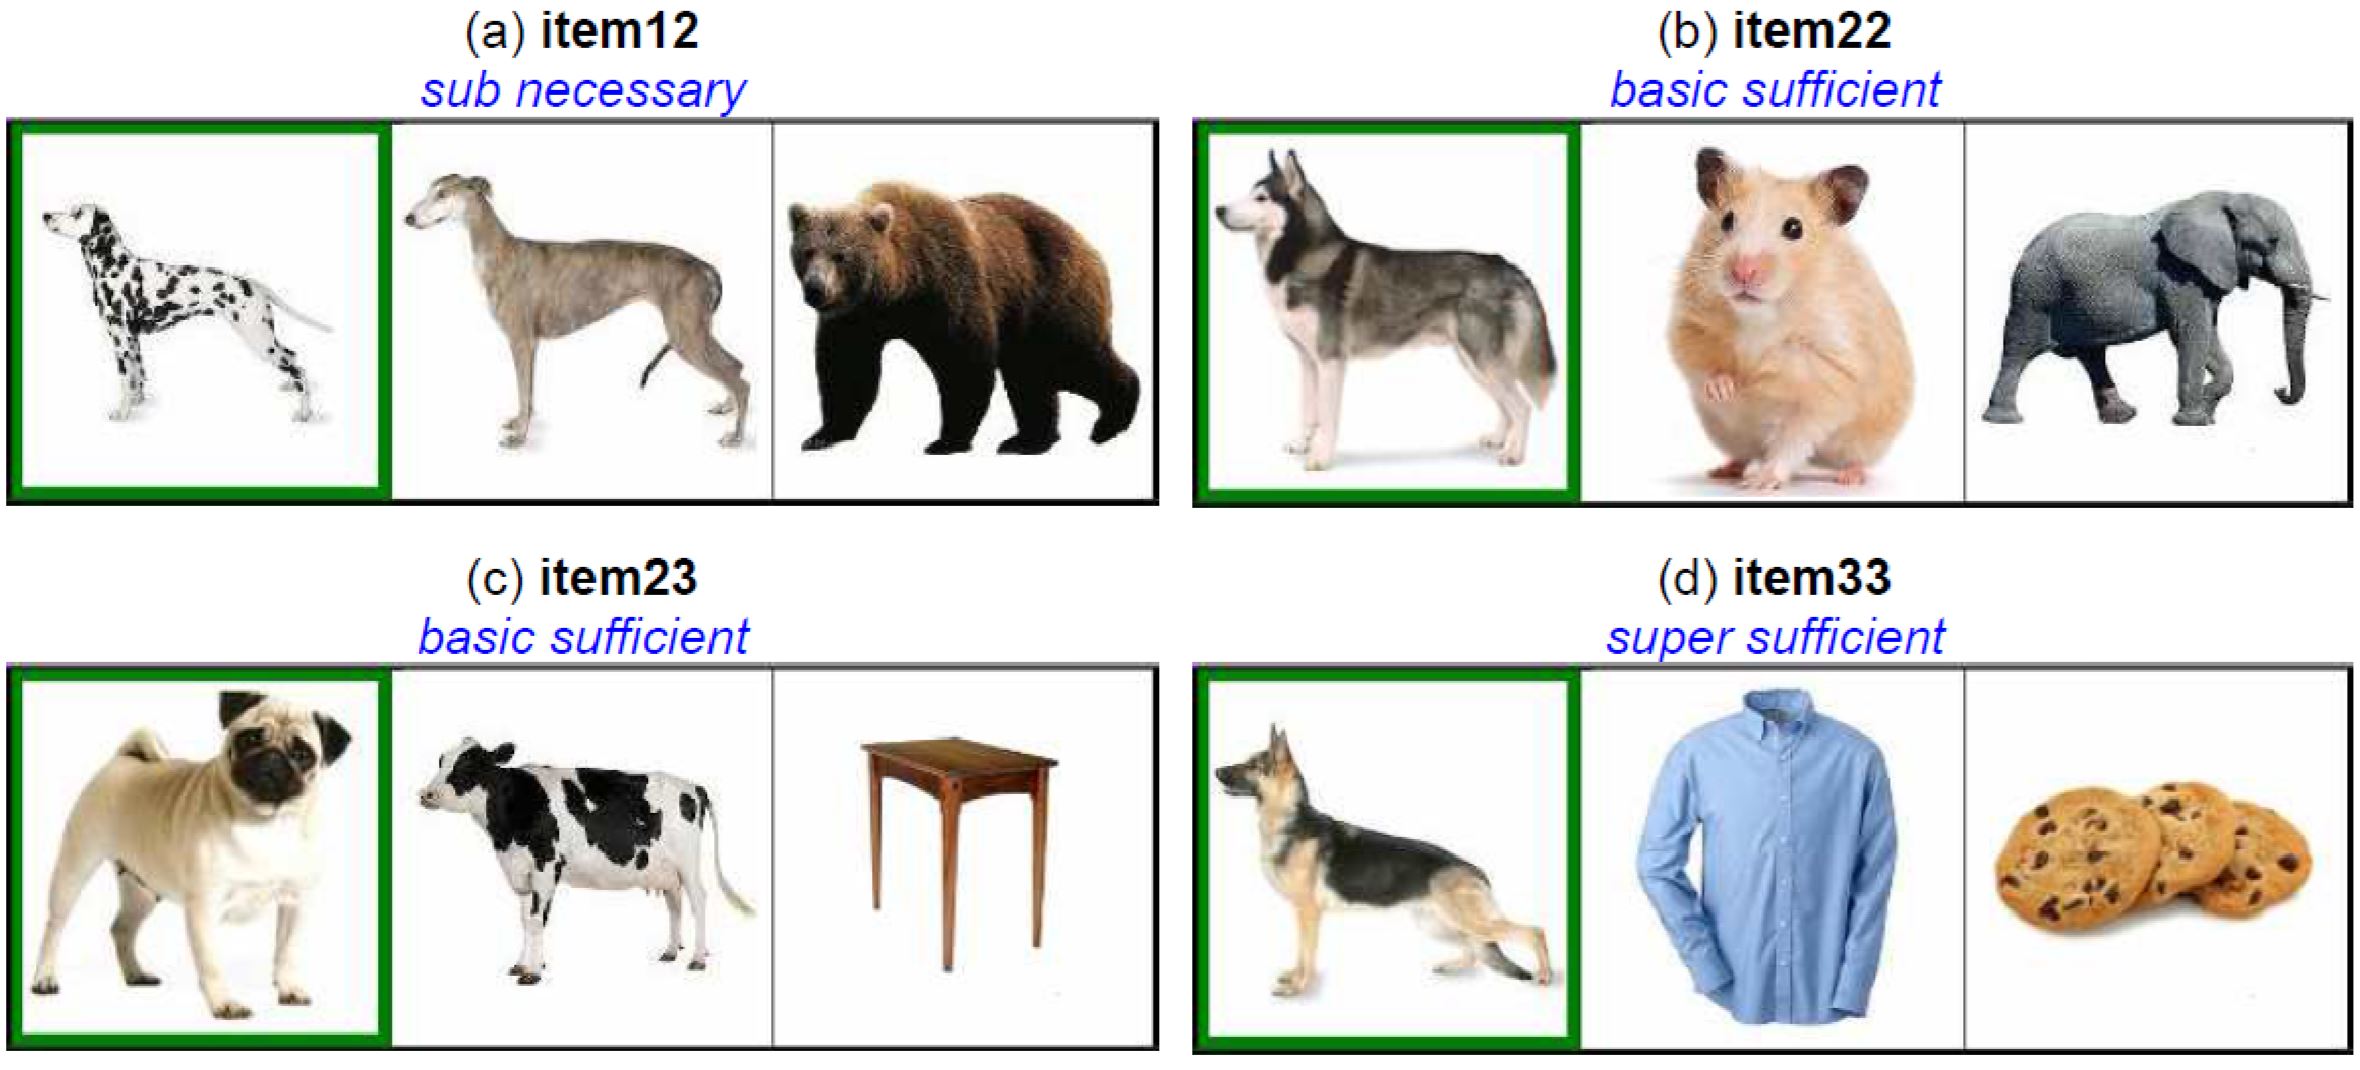 (a) item12
sub necessary
(b) item22
basic sufficient
(c) item23
basic sufficient
(d) item33
super sufficient